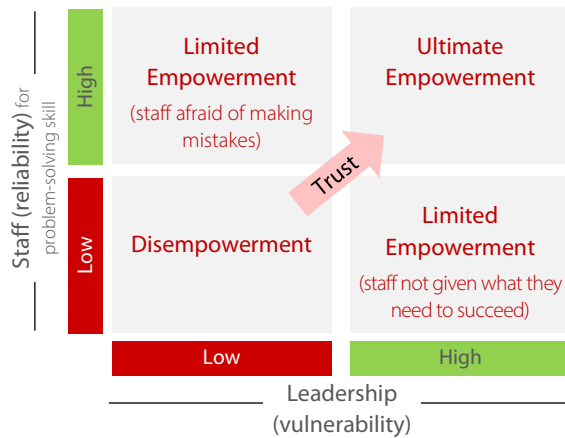 Staff (reliability) for
problem-solving skill
High
Limited
Empowerment
(staff afraid of making
mistakes)
Ultimate
Empowerment
Trust
Low
Disempowerment
Limited
Empowerment
(staff not given what they
need to succeed)
Low
High
Leadership
(vulnerability)